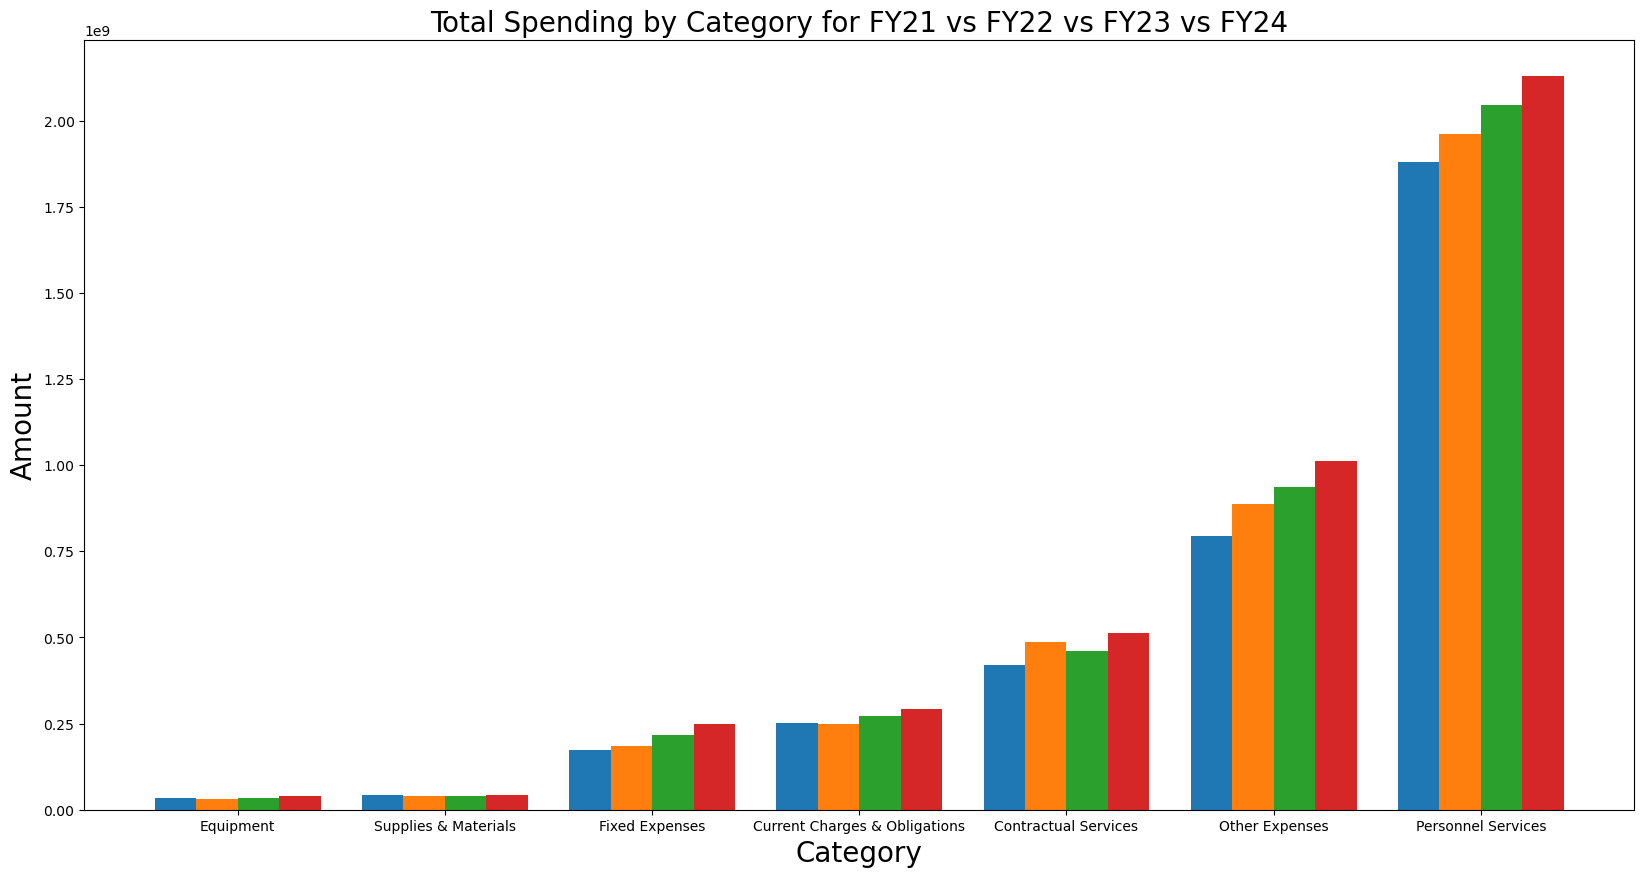 Total Spending by Category for FY21 vs FY22 vs FY23 vs FY24
1e9
2.00
1.75
1.50
1.25
1.00
0.75
0.50
0.25
0.00
Amount
Equipment Supplies & Materials Fixed Expenses Current Charges & Obligations Contractual Services Other Expenses Personnel Services
Category